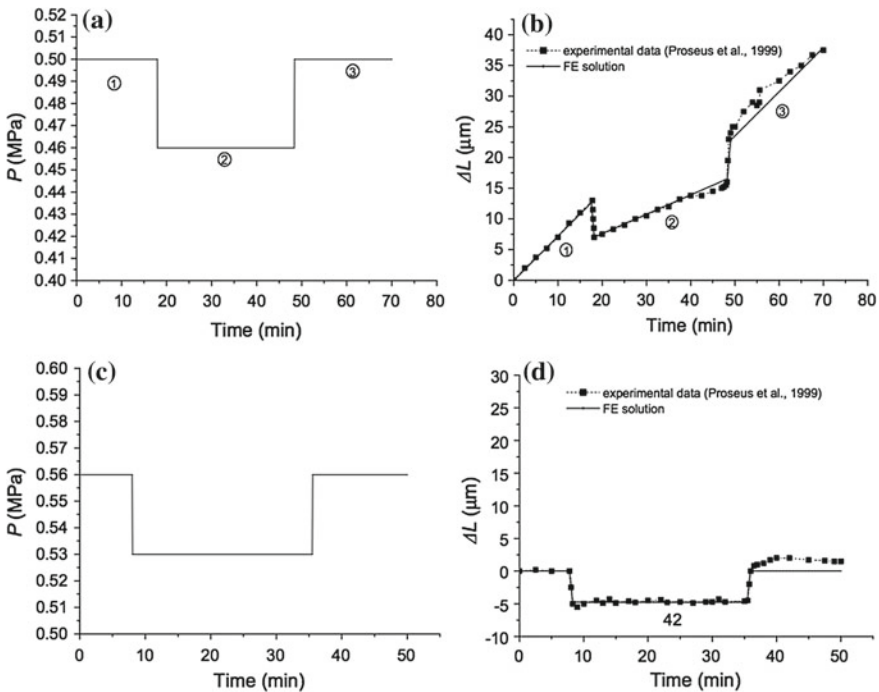 (a)
0.52
0.51
0.50
0.49
0.48
0.47
0.46
0.45
0.44
0.43
0.42
0.41
0.40
P (MPa)
①
②
③
0 10 20 30 40 50 60 70 80
Time (min)
(b)
experimental data (Proseus et al., 1999)
FE solution
40
35
30
25
20
15
10
5
0
ΔL (μm)
①
②
③
0 10 20 30 40 50 60 70 80
Time (min)
(c)
0.60
0.59
0.58
0.57
0.56
0.55
0.54
0.53
0.52
0.51
0.50
P (MPa)
0 10 20 30 40 50
Time (min)
(d)
experimental data (Proseus et al., 1999)
FE solution
30
25
20
15
10
5
0
-5
-10
ΔL (μm)
42
0 10 20 30 40 50
Time (min)